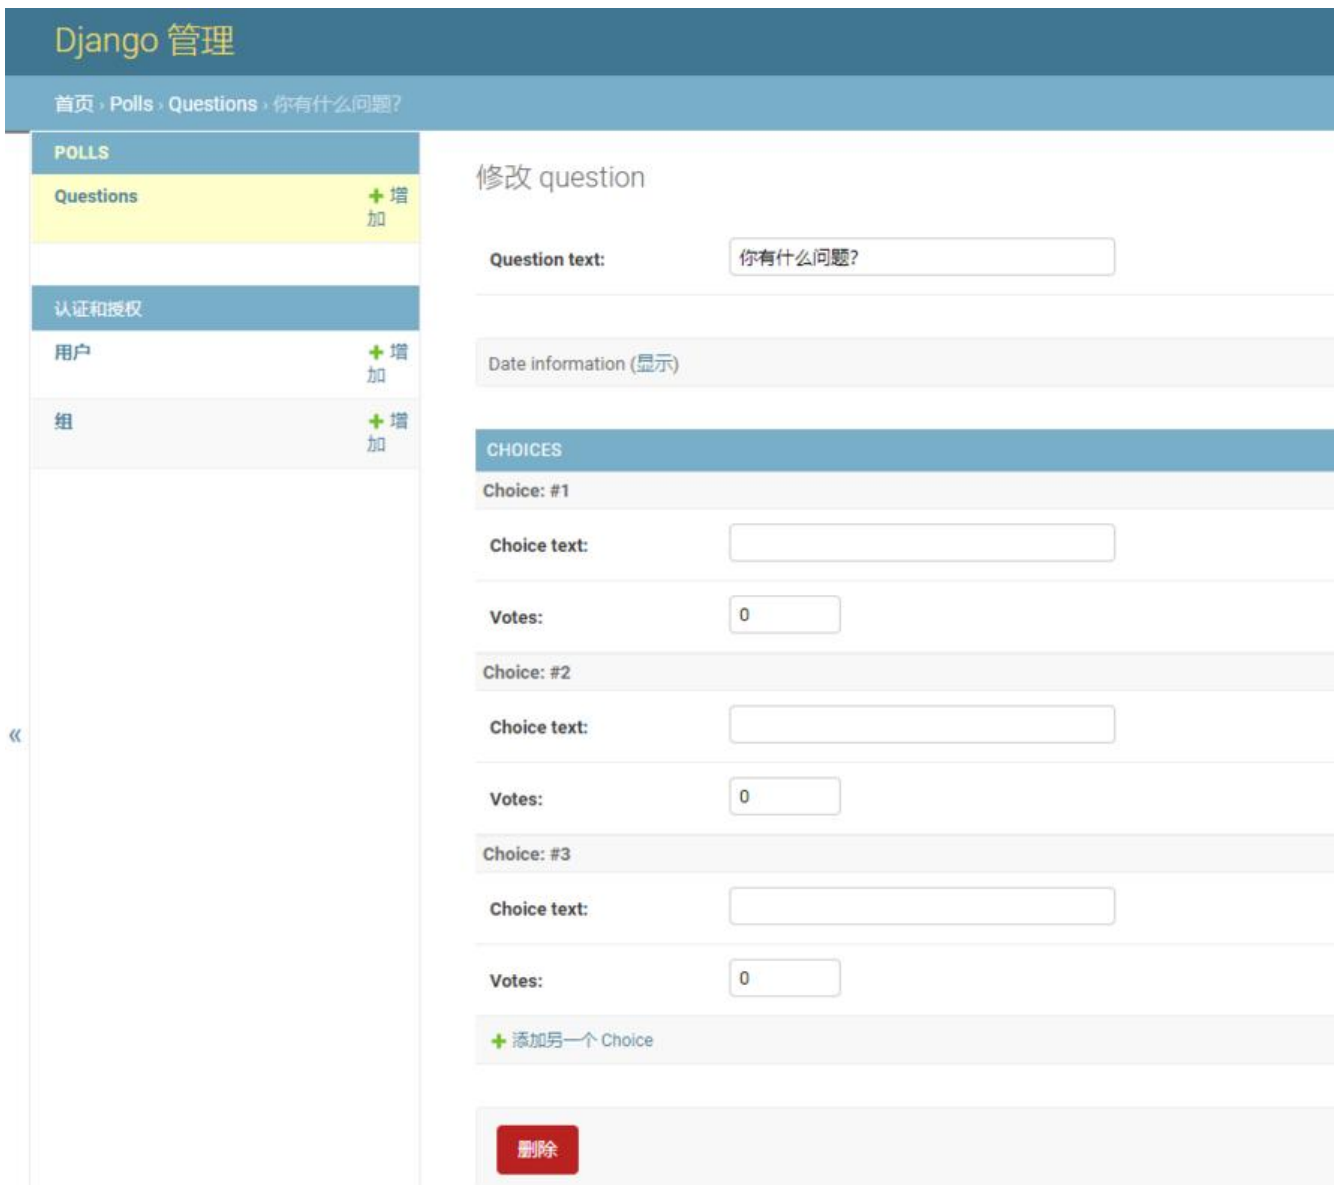 Django 管理
首页 › Polls › Questions › 你有什么问题?
POLLS
Questions
+ 增加
认证和授权
用户
+ 增加
组
+ 增加
«
修改 question
Question text:
你有什么问题?
Date information (显示)
CHOICES
Choice: #1
Choice text:
Votes:
0
Choice: #2
Choice text:
Votes:
0
Choice: #3
Choice text:
Votes:
0
+ 添加另一个 Choice
删除